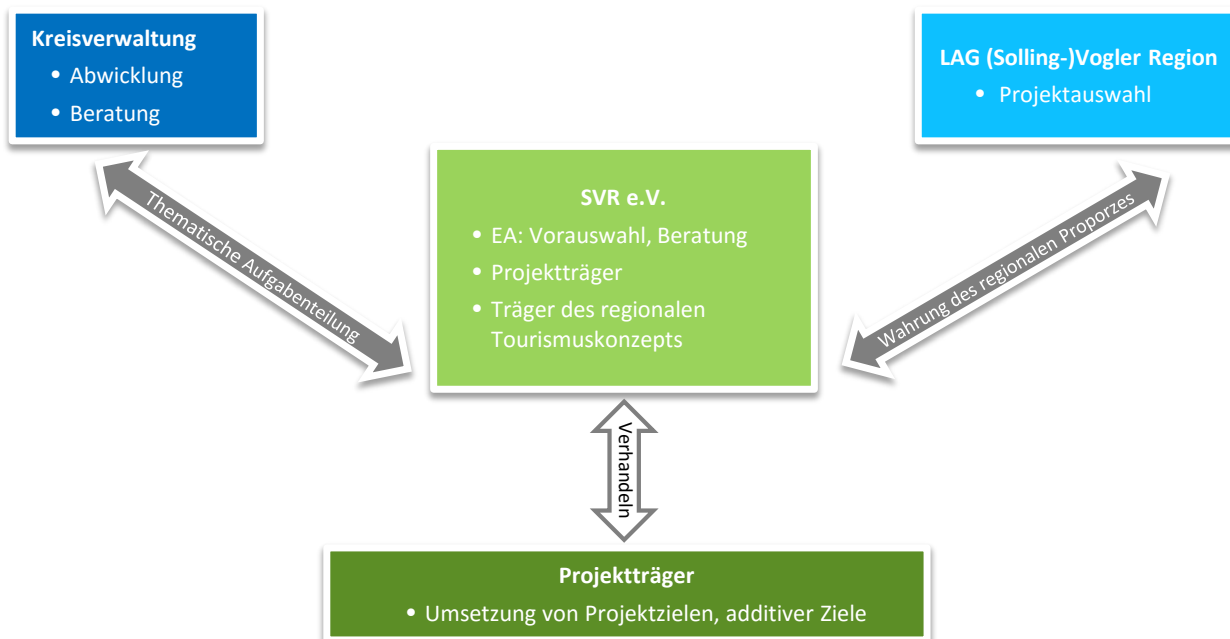 Kreisverwaltung
• Abwicklung
• Beratung
LAG (Solling-)Vogler Region
• Projektauswahl
SVR e.V.
• EA: Vorauswahl, Beratung
• Projektträger
• Träger des regionalen
Tourismuskonzepts
Thematische Aufgabenteilung
Wahrung des regionalen Proporzes
Verhandeln
Projektträger
• Umsetzung von Projektzielen, additiver Ziele